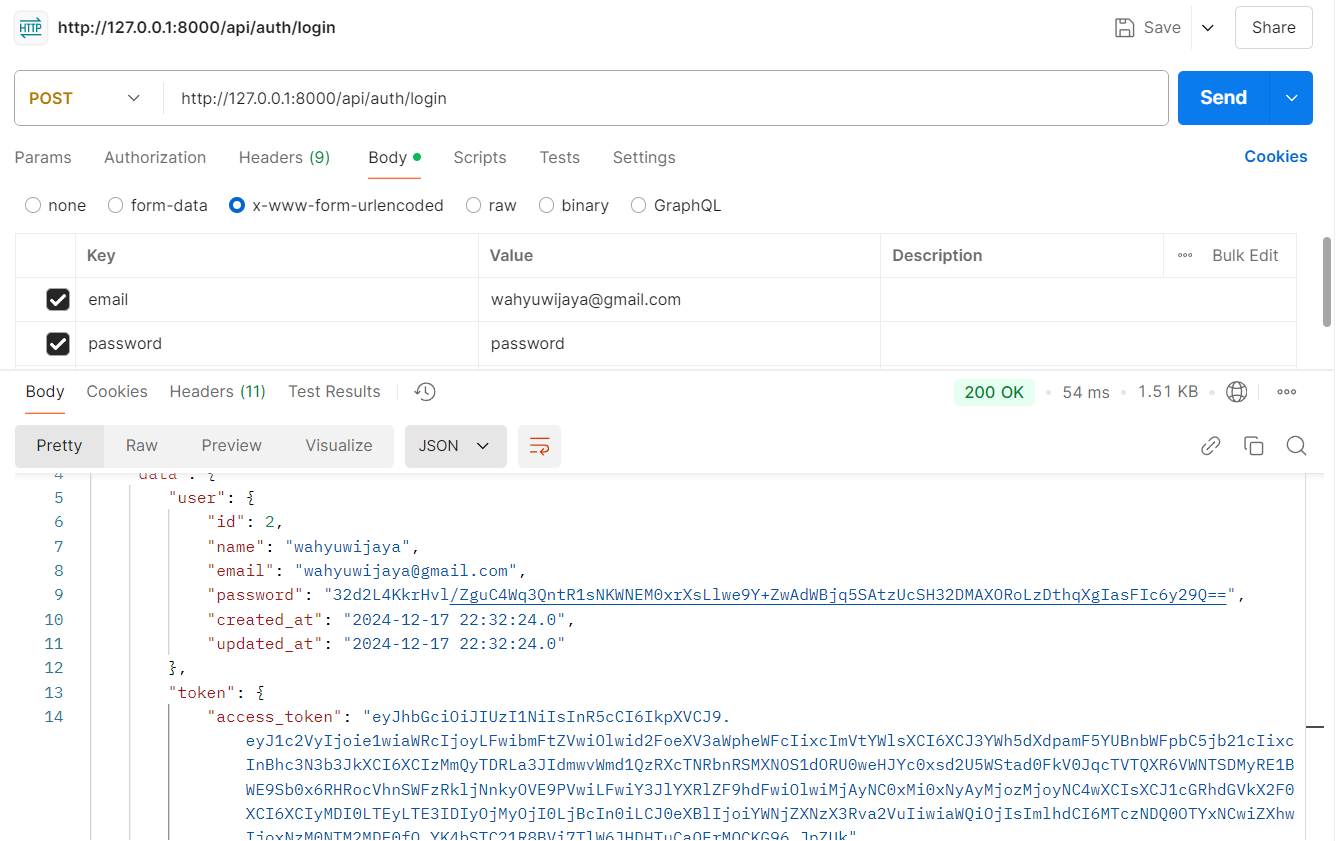 HTTP http://127.0.0.1:8000/api/auth/login Save Share
POST http://127.0.0.1:8000/api/auth/login Send
Params Authorization Headers (9) Body Scripts Tests Settings Cookies
none form-data x-www-form-urlencoded raw binary GraphQL
Key Value Description Bulk Edit
email wahyuwijaya@gmail.com
password password
Body Cookies Headers (11) Test Results 200 OK 54 ms 1.51 KB
Pretty Raw Preview Visualize JSON
4 data": {
5 "user": {
6 "id": 2,
7 "name": "wahyuwijaya",
8 "email": "wahyuwijaya@gmail.com",
9 "password": "32d2L4KkrHvl/ZguC4Wq3QntR1sNKWNEM0xrXsLlwe9Y+ZwAdWBjq5SAtzUcSH32DMAXORoLzDthqXgIasFIc6y29Q==",
10 "created_at": "2024-12-17 22:32:24.0",
11 "updated_at": "2024-12-17 22:32:24.0"
12 },
13 "token": {
14 "access_token": "eyJhbGciOiJIUzI1NiIsInR5cCI6IkpXVCJ9.
eyJ1c2VyIjoie1wiaWRcIjoyLFwibmFtZVwiOlwid2FoeXV3aWpheWFcIixcImVtYWlsXCI6XCJ3YWh5dXdpamF5YUBnbWFpbC5jb21cIixc
InBhc3N3b3JkXCI6XCIzMmQyTDRLa3JIdmwvWmd1QzRXcTNRbnRSMXNOS1dORU0weHJYc0xsd2U5WStad0FkV0JqcTVTQXR6VWNTSDMyRE1B
WE9Sb0x6RHRocVhnSWFzRkljNnkyOVE9PVwiLFwiY3JlYXRlZF9hdFwiOlwiMjAyNC0xMi0xNyAyMjozMjoyNC4wXCIsXCJ1cGRhdGVkX2F0
XCI6XCIyMDI0LTEyLTE3IDIyOjMyOjI0LjBcIn0iLCJ0eXBlIjoiYWNjZXNzX3Rva2VuIiwiaWQiOjIsImlhdCI6MTczNDQ0OTYxNCwiZXhw